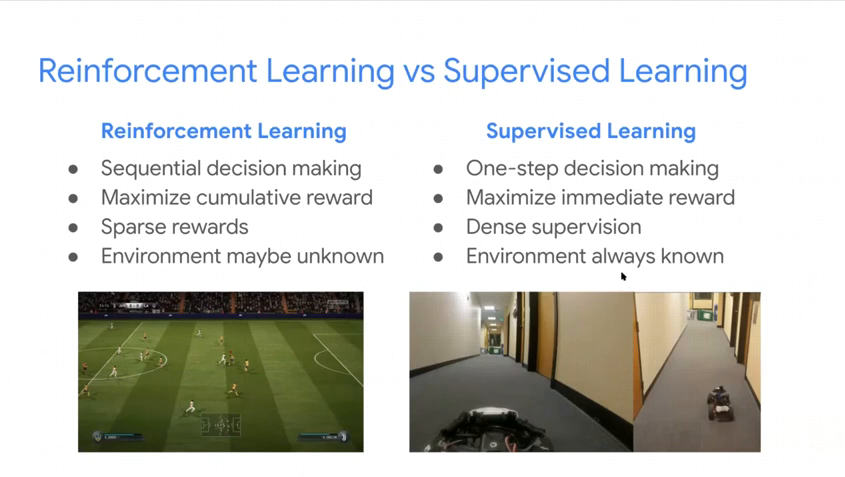 Reinforcement Learning vs Supervised Learning
Reinforcement Learning
● Sequential decision making
● Maximize cumulative reward
● Sparse rewards
● Environment maybe unknown
Supervised Learning
● One-step decision making
● Maximize immediate reward
● Dense supervision
● Environment always known